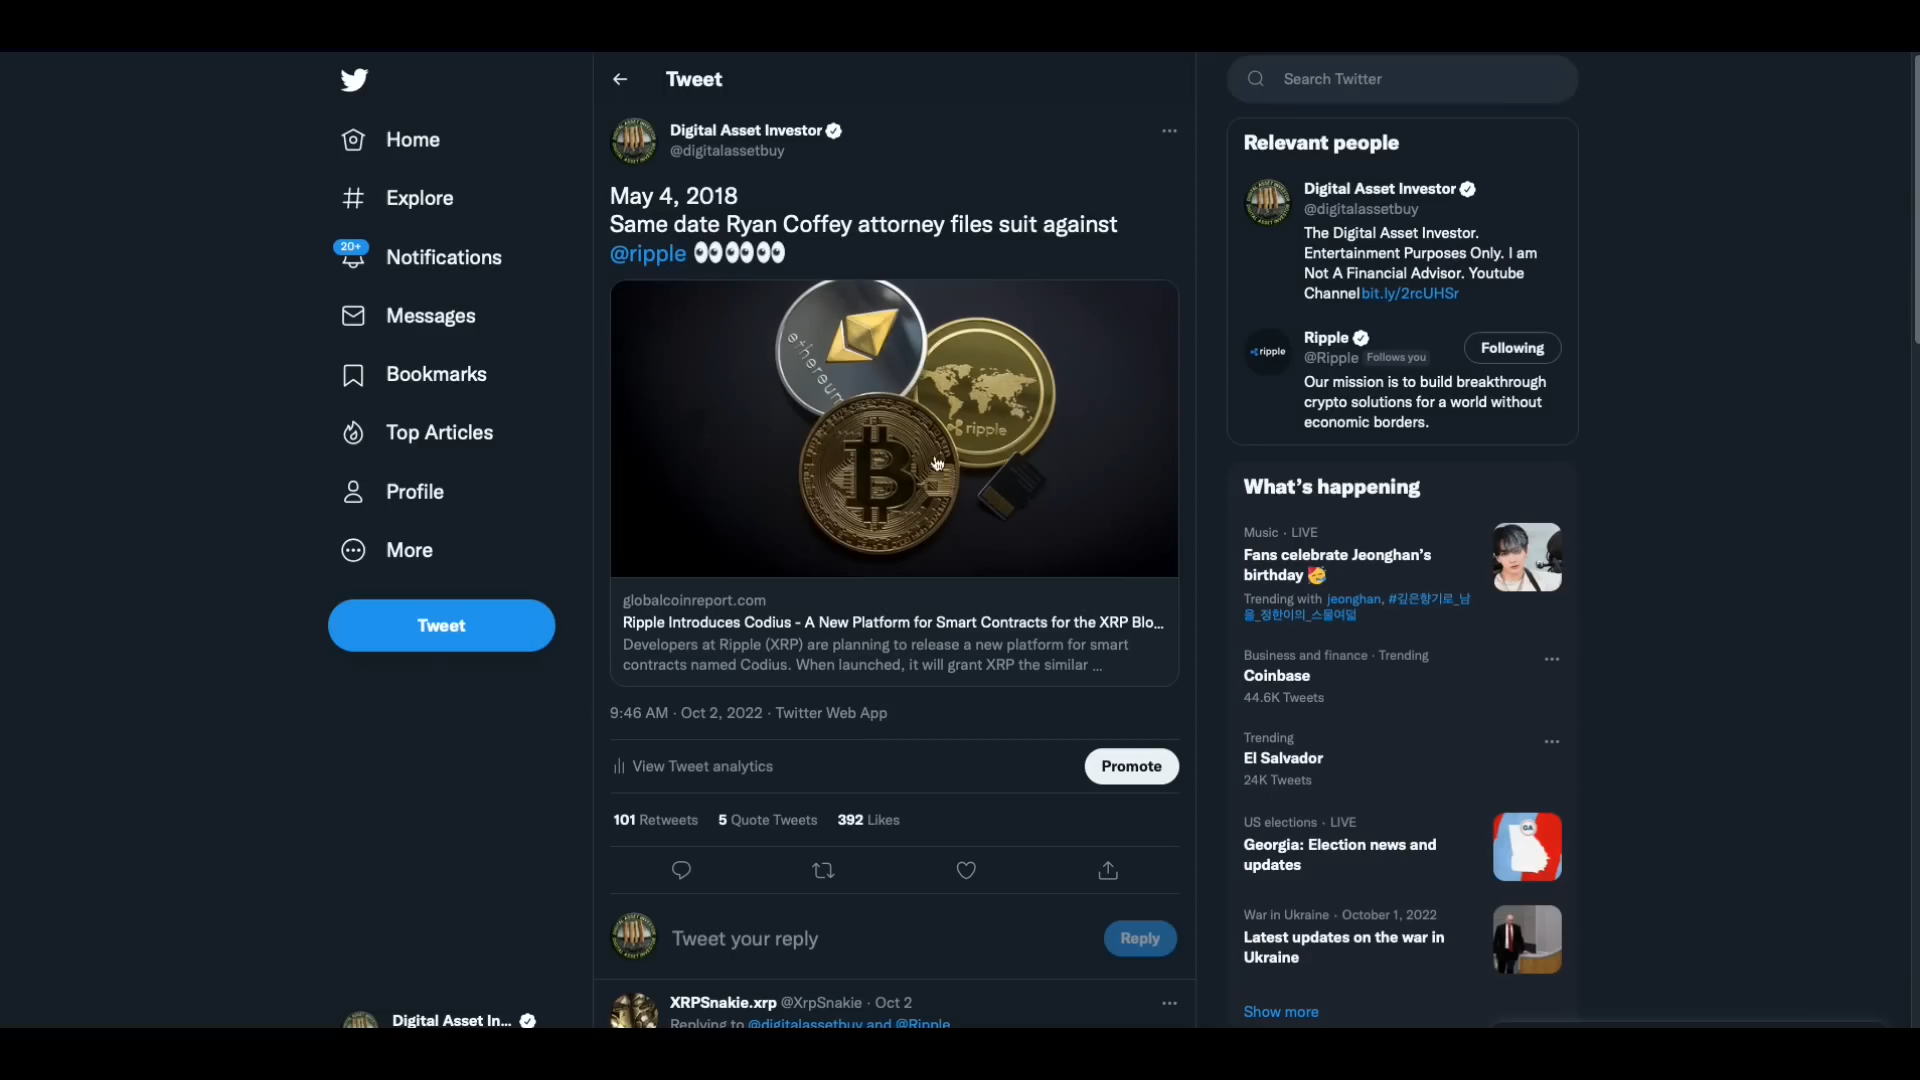 Home
Explore
20+
Notifications
Messages
Bookmarks
Top Articles
Profile
More
Tweet
Digital Asset In...
Tweet
Digital Asset Investor
@digitalassetbuy
May 4, 2018
Same date Ryan Coffey attorney files suit against
@ripple 👀👀👀
ethereum
ripple
globalcoinreport.com
Ripple Introduces Codius - A New Platform for Smart Contracts for the XRP Blo...
Developers at Ripple (XRP) are planning to release a new platform for smart
contracts named Codius. When launched, it will grant XRP the similar ...
9:46 AM · Oct 2, 2022 · Twitter Web App
View Tweet analytics
Promote
101 Retweets 5 Quote Tweets 392 Likes
Tweet your reply
Reply
XRPSnakie.xrp @XrpSnakie · Oct 2
Replying to @digitalassetbuy and @Ripple
Search Twitter
Relevant people
Digital Asset Investor
@digitalassetbuy
The Digital Asset Investor.
Entertainment Purposes Only. I am
Not A Financial Advisor. Youtube
Channel bit.ly/2rcUHSr
ripple
Ripple
@Ripple Follows you
Following
Our mission is to build breakthrough
crypto solutions for a world without
economic borders.
What's happening
Music · LIVE
Fans celebrate Jeonghan's
birthday 🥳
Trending with jeonghan, #깊은향기로_남
을_정한이의_스물여덟
Business and finance · Trending
Coinbase
44.6K Tweets
Trending
El Salvador
24K Tweets
US elections · LIVE
Georgia: Election news and
updates
GA
War in Ukraine · October 1, 2022
Latest updates on the war in
Ukraine
Show more